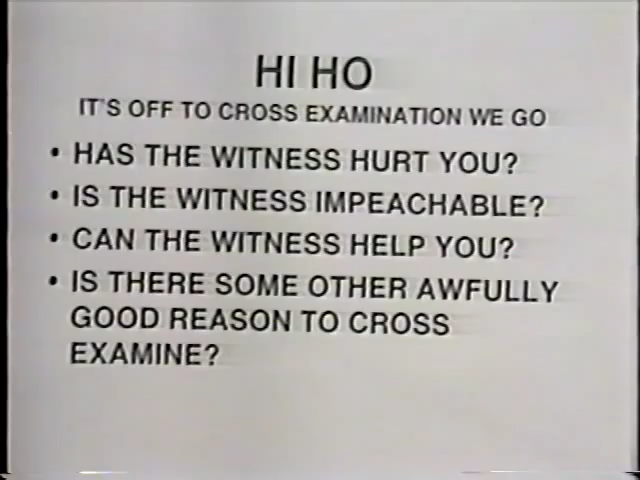 HI HO
IT'S OFF TO CROSS EXAMINATION WE GO
• HAS THE WITNESS HURT YOU?
• IS THE WITNESS IMPEACHABLE?
• CAN THE WITNESS HELP YOU?
• IS THERE SOME OTHER AWFULLY
GOOD REASON TO CROSS
EXAMINE?